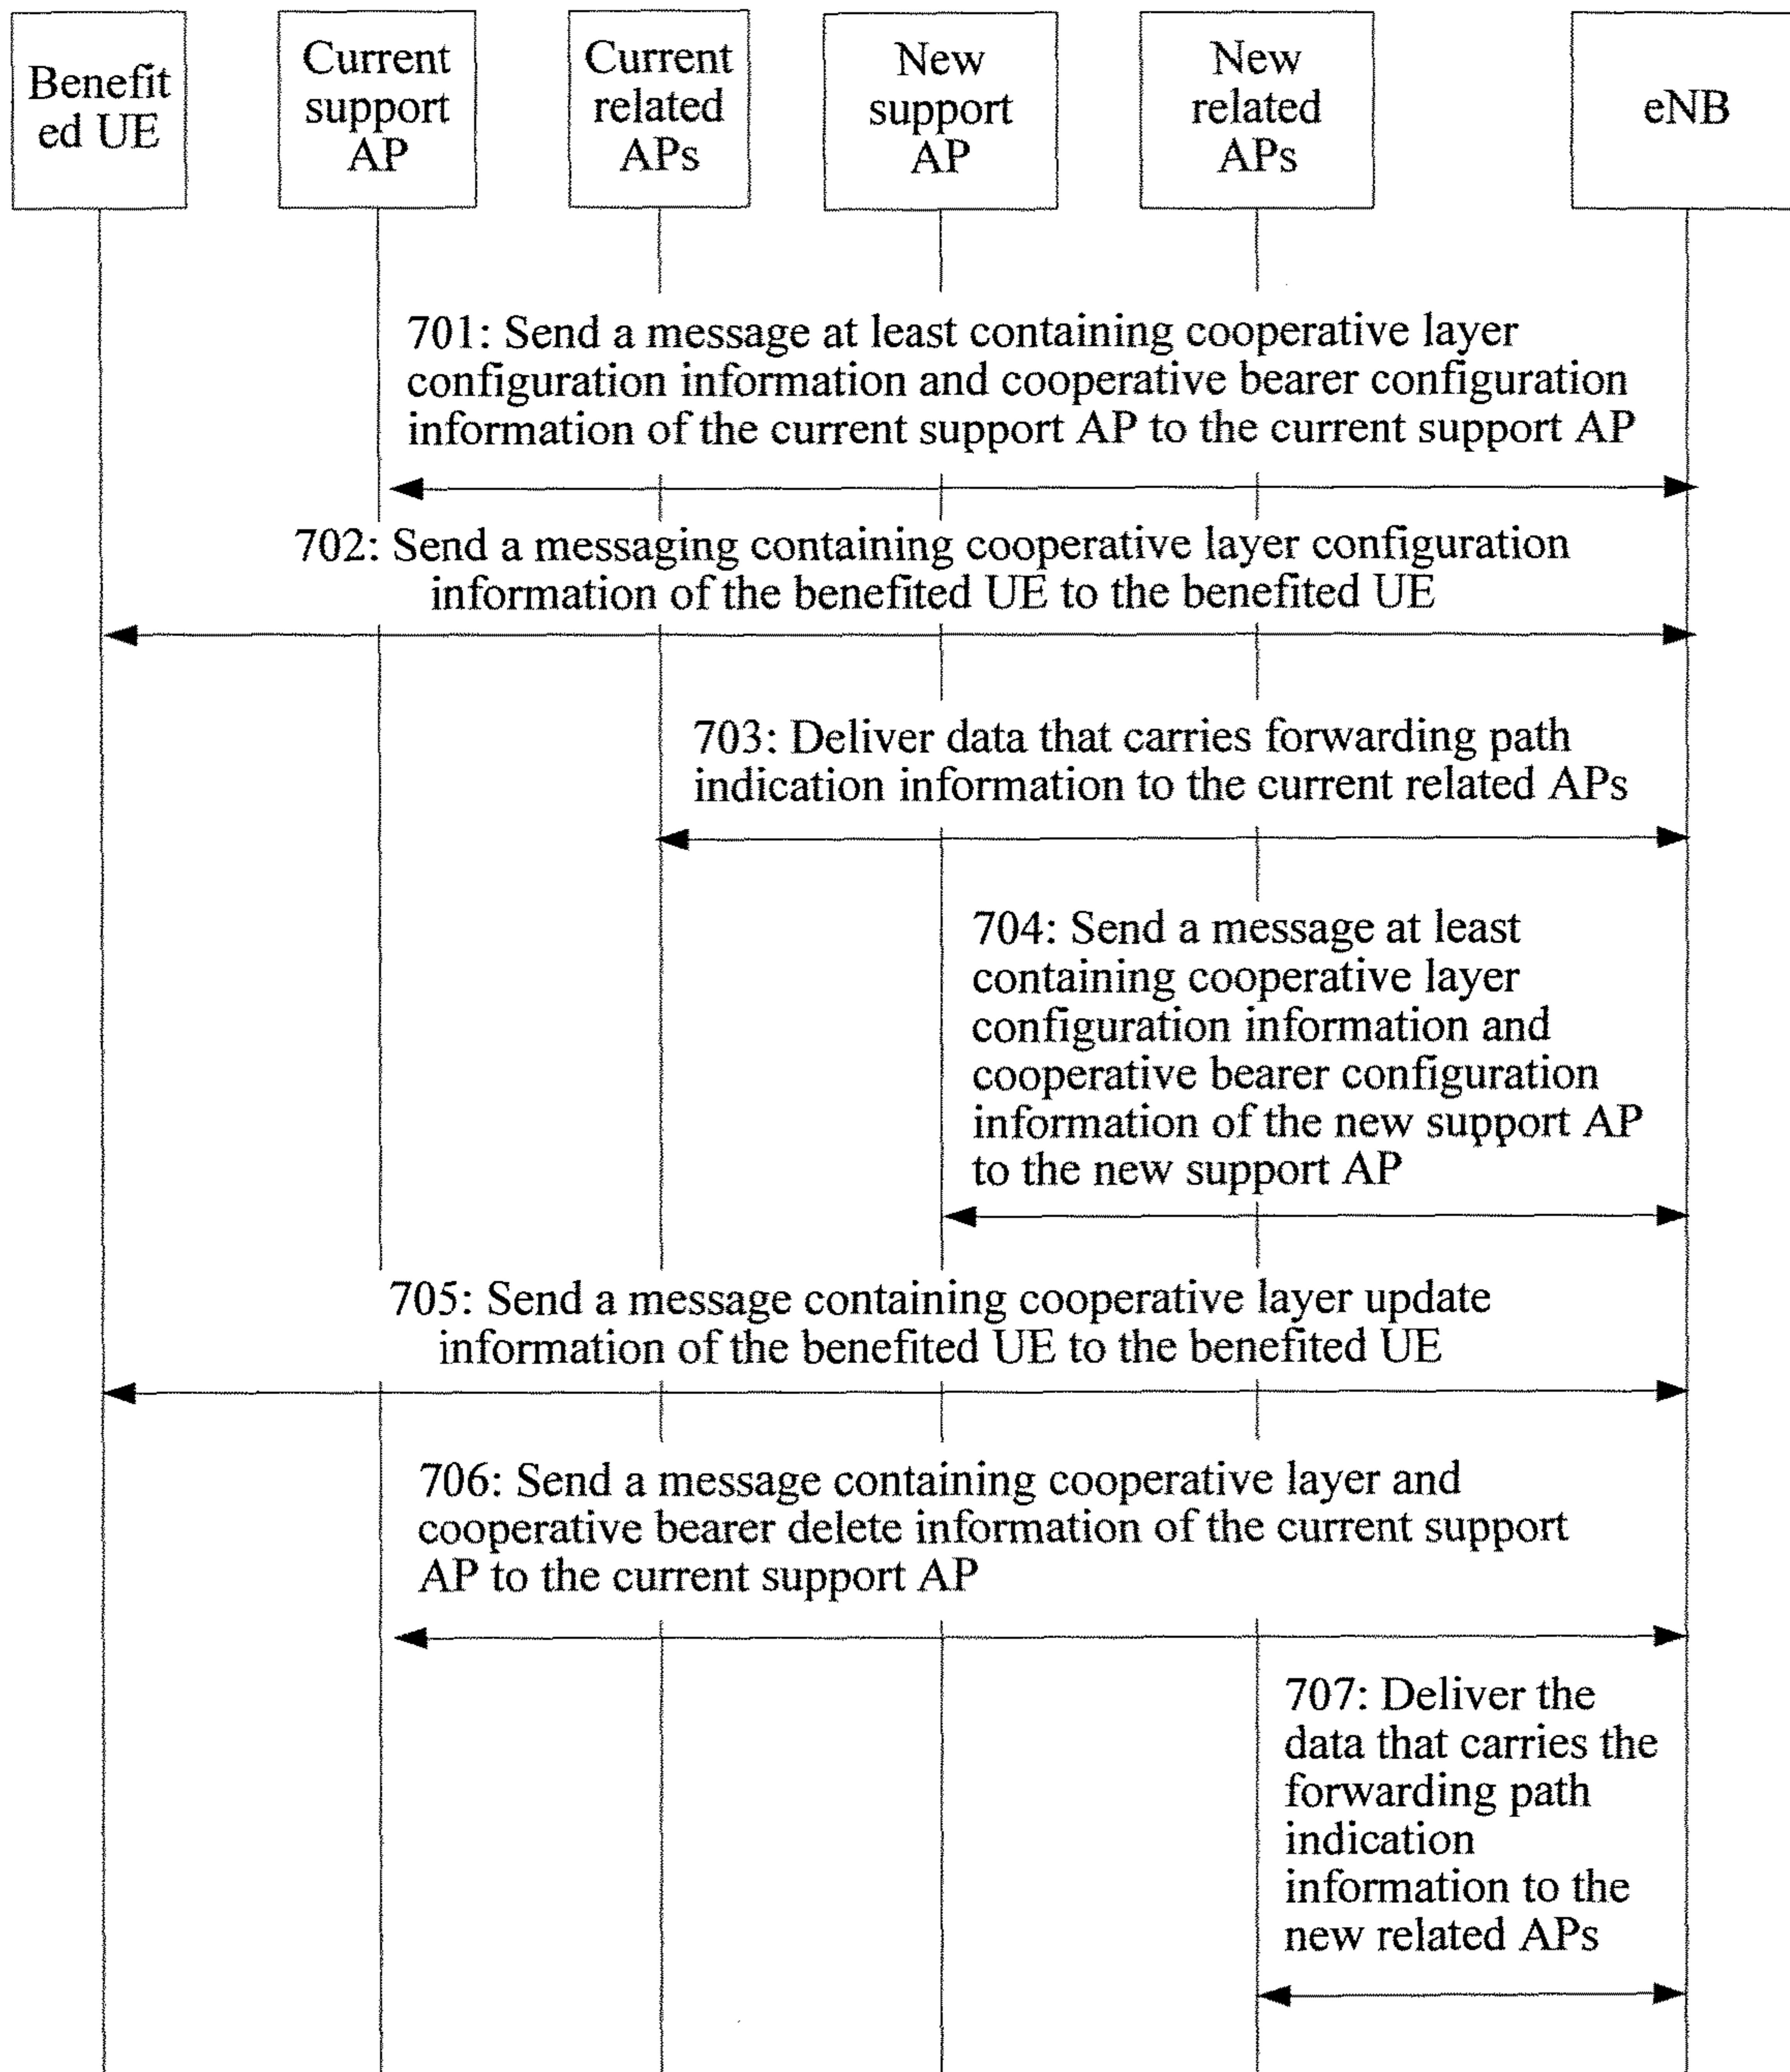 Benefit
ed UE
Current
support
AP
Current
related
APs
New
support
AP
New
related
APs
eNB
701: Send a message at least containing cooperative layer
configuration information and cooperative bearer configuration
information of the current support AP to the current support AP
702: Send a messaging containing cooperative layer configuration
information of the benefited UE to the benefited UE
703: Deliver data that carries forwarding path
indication information to the current related APs
704: Send a message at least
containing cooperative layer
configuration information and
cooperative bearer configuration
information of the new support AP
to the new support AP
705: Send a message containing cooperative layer update
information of the benefited UE to the benefited UE
706: Send a message containing cooperative layer and
cooperative bearer delete information of the current support
AP to the current support AP
707: Deliver the
data that carries the
forwarding path
indication
information to the
new related APs